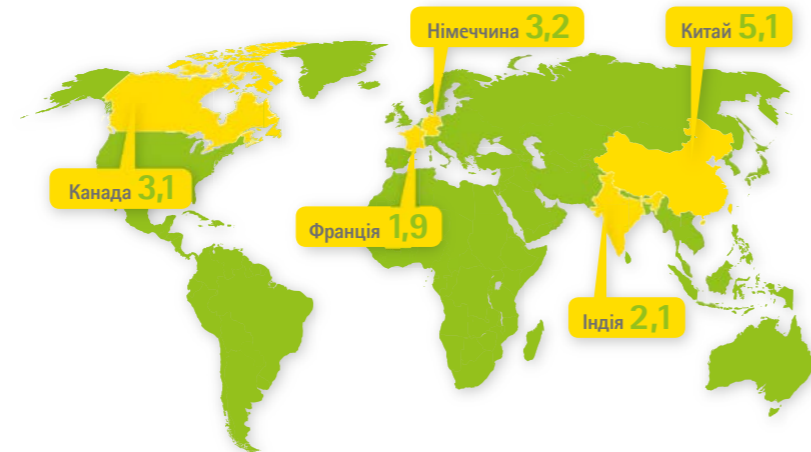 Німеччина 3,2
Китай 5,1
Канада 3,1
Франція 1,9
Індія 2,1